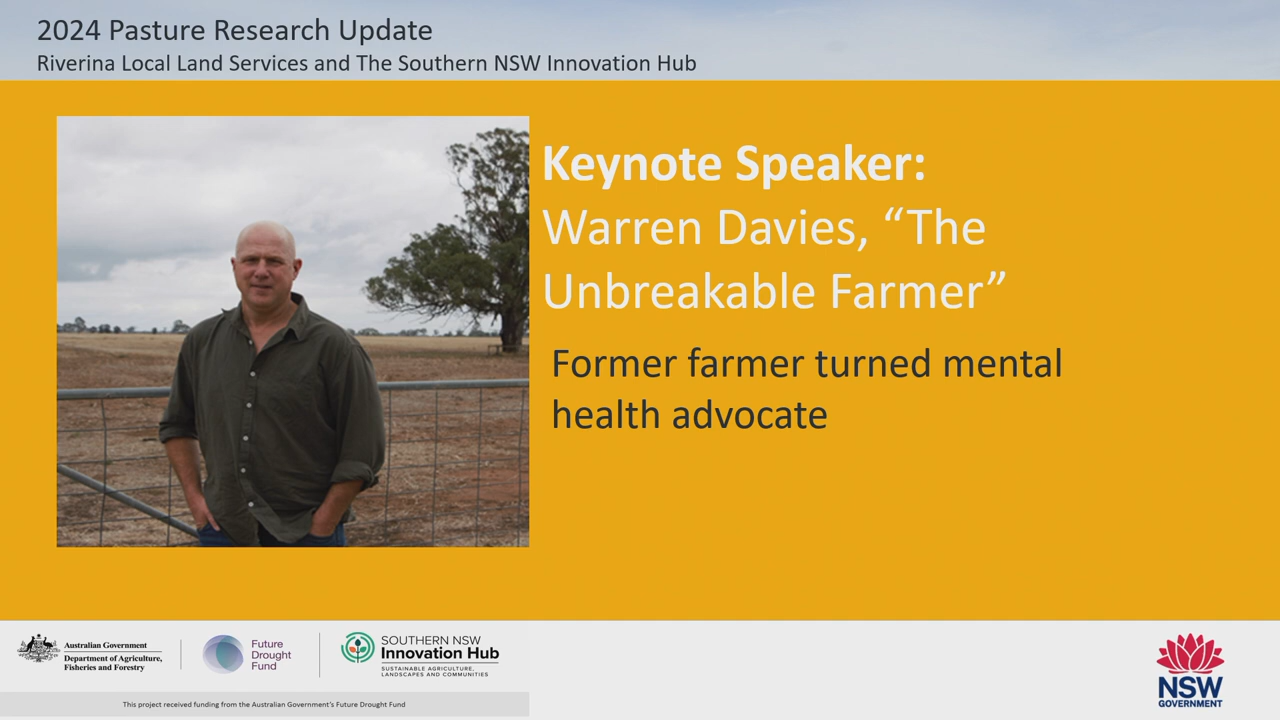 2024 Pasture Research Update
Riverina Local Land Services and The Southern NSW Innovation Hub
Keynote Speaker:
Warren Davies, “The
Unbreakable Farmer”
Former farmer turned mental
health advocate
Australian Government
Department of Agriculture,
Fisheries and Forestry
Future
Drought
Fund
SOUTHERN NSW
Innovation Hub
SUSTAINABLE AGRICULTURE,
LANDSCAPES AND COMMUNITIES
This project received funding from the Australian Government’s Future Drought Fund
NSW
GOVERNMENT